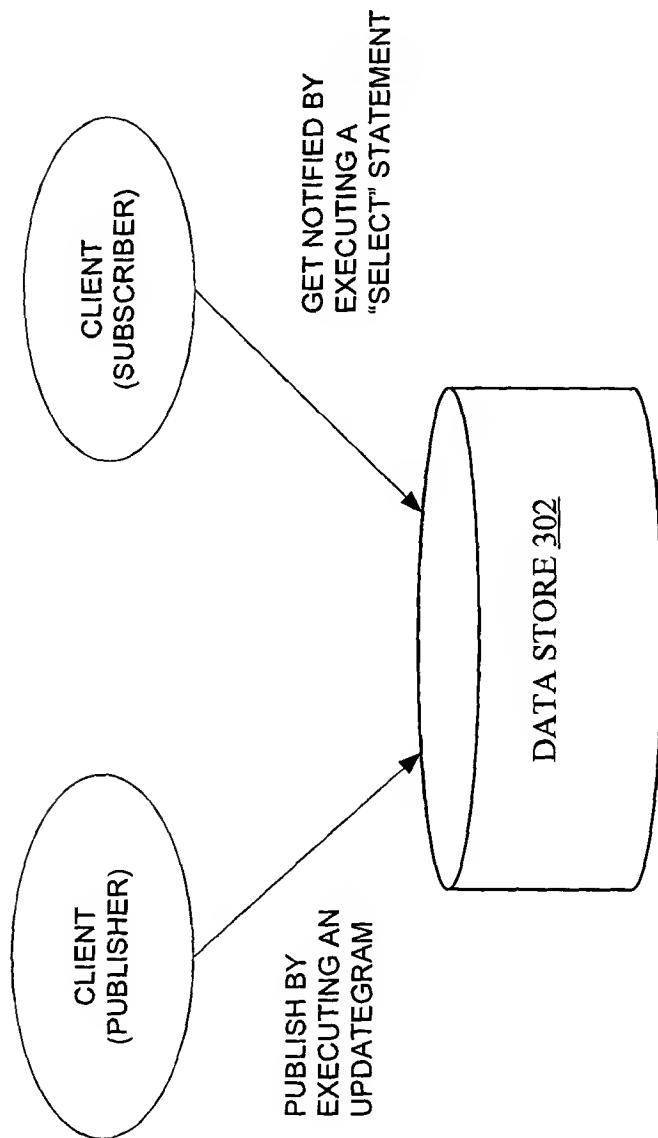 CLIENT
(PUBLISHER)
CLIENT
(SUBSCRIBER)
PUBLISH BY
EXECUTING AN
UPDATEGRAM
GET NOTIFIED BY
EXECUTING A
“SELECT” STATEMENT
DATA STORE 302